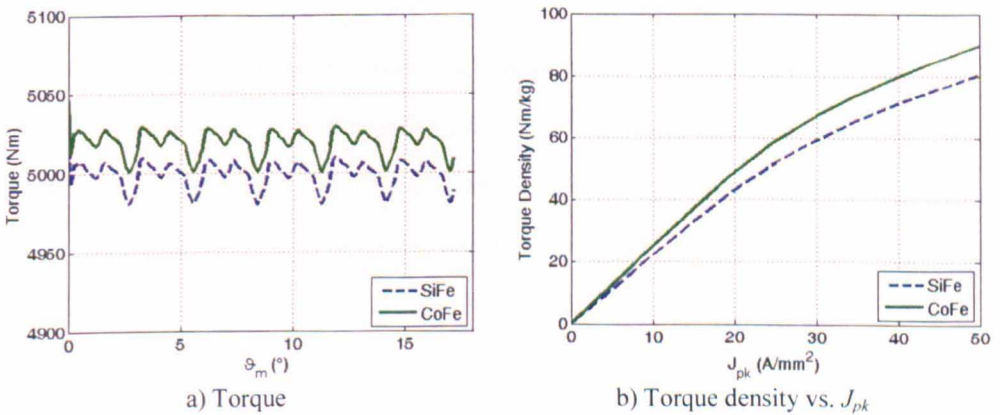 5100
5050
5000
4950
4900
Torque (Nm)
0
5
10
15
ϑm (°)
SiFe
CoFe
a) Torque
100
80
60
40
20
0
Torque Density (Nm/kg)
0
10
20
30
40
50
Jpk (A/mm²)
SiFe
CoFe
b) Torque density vs. Jpk